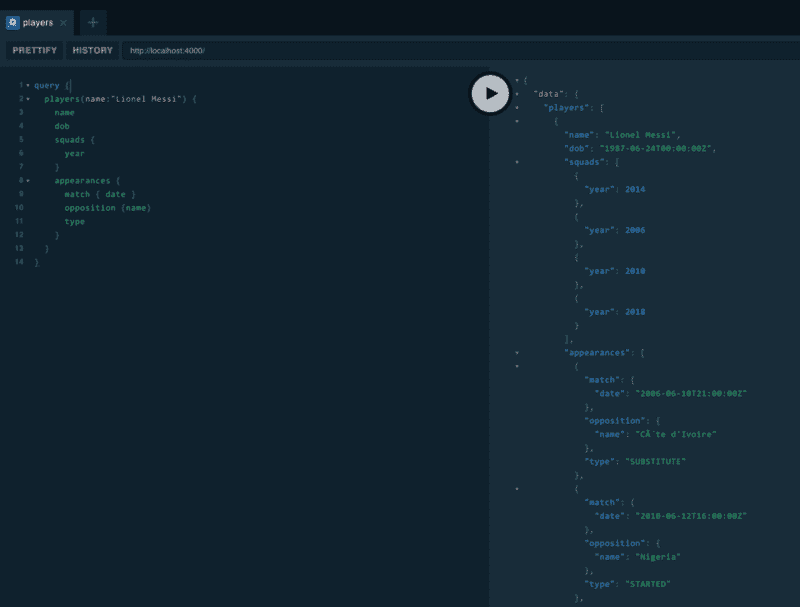 players
PRETTIFY HISTORY http://localhost:4000/
1 query {
2 players(name:"Lionel Messi") {
3 name
4 dob
5 squads {
6 year
7 }
8 appearances {
9 match { date }
10 opposition {name}
11 type
12 }
13 }
14 }
{
"data": {
"players": [
{
"name": "Lionel Messi",
"dob": "1987-06-24T00:00:00Z",
"squads": [
{
"year": 2014
},
{
"year": 2006
},
{
"year": 2010
},
{
"year": 2018
}
],
"appearances": [
{
"match": {
"date": "2006-06-10T21:00:00Z"
},
"opposition": {
"name": "CÃ´te d'Ivoire"
},
"type": "SUBSTITUTE"
},
{
"match": {
"date": "2010-06-12T16:00:00Z"
},
"opposition": {
"name": "Nigeria"
},
"type": "STARTED"
},